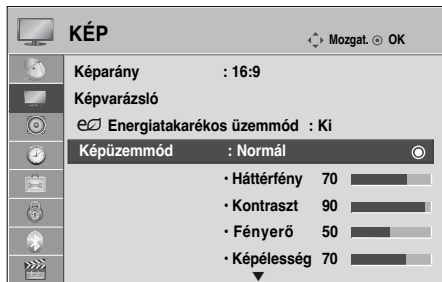 KÉP
Mozgat. OK
Képarány : 16:9
Képvarázsló
Energiatakarékos üzemmód : Ki
Képüzemmód : Normál
• Háttérfény 70
• Kontraszt 90
• Fényerő 50
• Képélesség 70